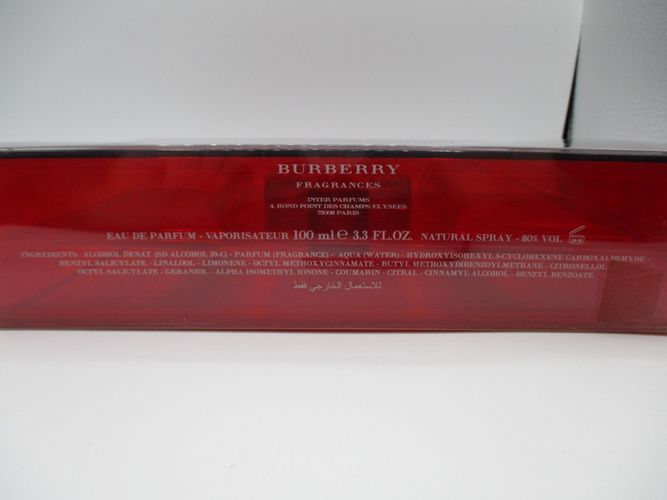 BURBERRY
FRAGRANCES
INTER PARFUMS
4, ROND POINT DES CHAMPS ELYSEES
75008 PARIS
EAU DE PARFUM - VAPORISATEUR 100 ml ℮ 3.3 FL.OZ. NATURAL SPRAY - 80% VOL
INGREDIENTS: ALCOHOL DENAT. (SD ALCOHOL 39-C) - PARFUM (FRAGRANCE) - AQUA (WATER) - HYDROXYISOHEXYL 3-CYCLOHEXENE CARBOXALDEHYDE -
BENZYL SALICYLATE - LINALOOL - LIMONENE - OCTYL METHOXYCINNAMATE - BUTYL METHOXYDIBENZOYLMETHANE - CITRONELLOL
OCTYL SALICYLATE - GERANIOL - ALPHA ISOMETHYL IONONE - COUMARIN - CITRAL - CINNAMYL ALCOHOL - BENZYL BENZOATE.
للاستعمال الخارجي فقط